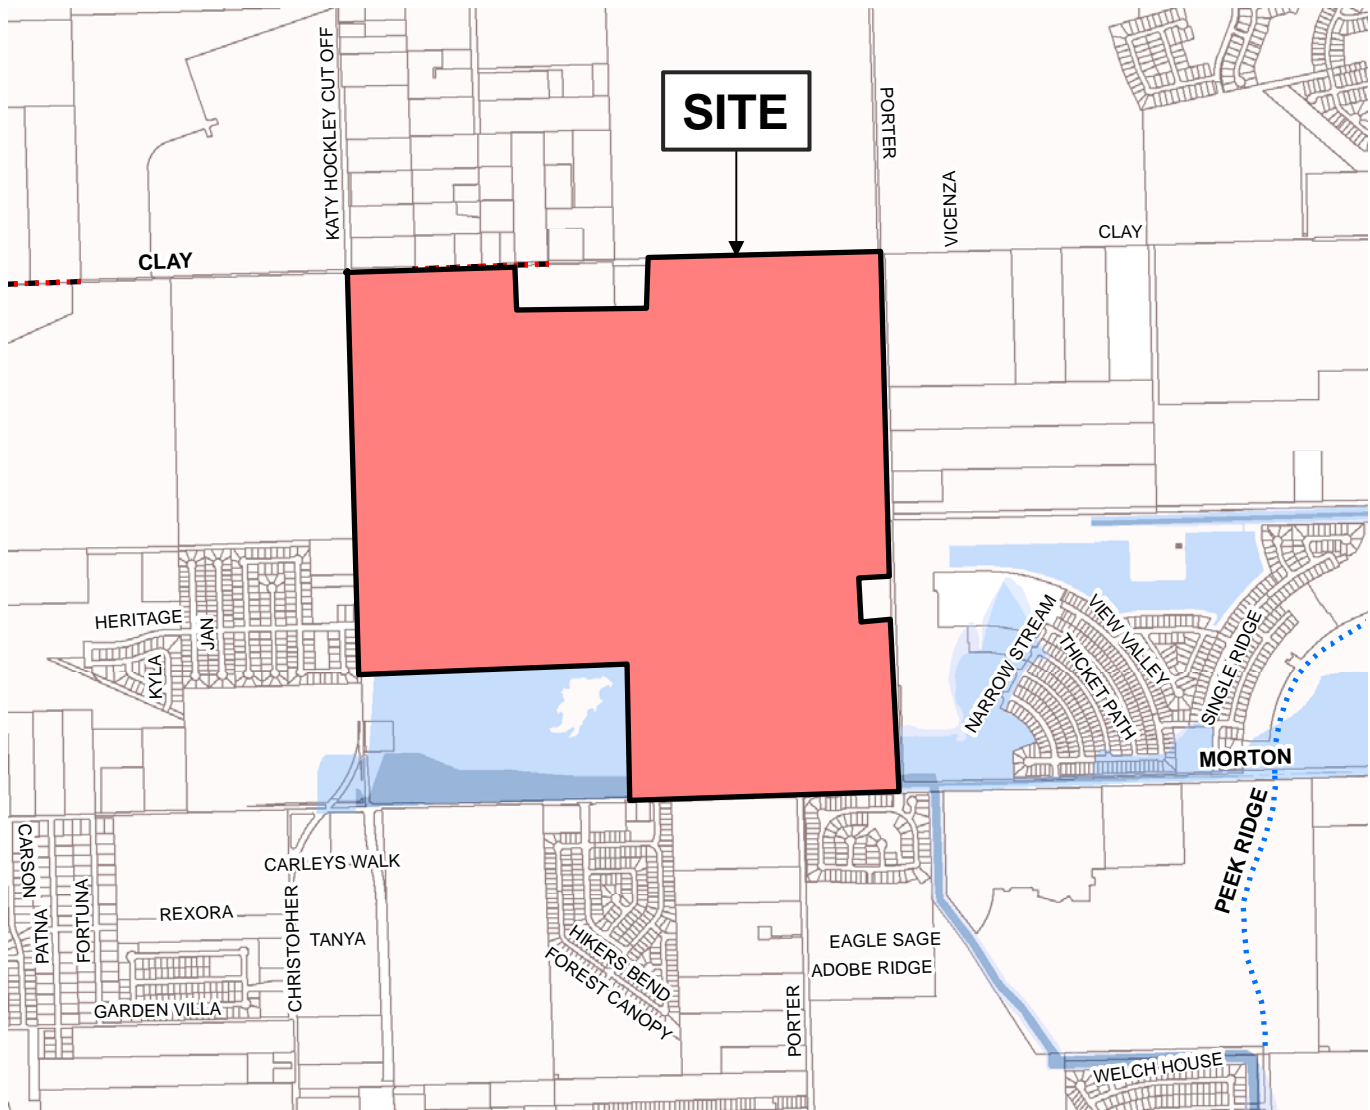 KATY HOCKLEY CUT OFF
SITE
PORTER
VICENZA
CLAY
CLAY
HERITAGE
JAN
KYLA
NARROW STREAM
VIEW VALLEY
THICKET PATH
SINGLE RIDGE
MORTON
PEEK RIDGE
CARSON
PATNA
FORTUNA
CARLEYS WALK
REXORA
CHRISTOPHER
TANYA
GARDEN VILLA
HIKERS BEND
FOREST CANOPY
EAGLE SAGE
ADOBE RIDGE
PORTER
WELCH HOUSE